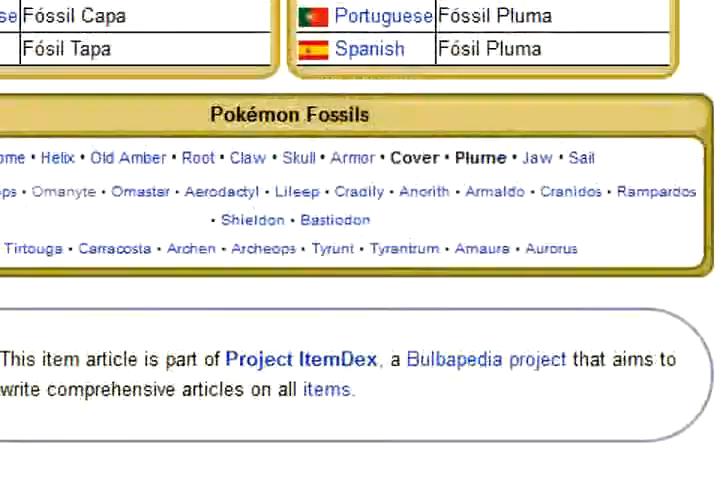 se Fóssil Capa Portuguese Fóssil Pluma
Fósil Tapa Spanish Fósil Pluma
Pokémon Fossils
ome • Helix • Old Amber • Root • Claw • Skull • Armor • Cover • Plume • Jaw • Sail
ps • Omanyte • Omastar • Aerodactyl • Lileep • Cradily • Anorith • Armaldo • Cranidos • Rampardos
• Shieldon • Bastiodon
Tirtouga • Carracosta • Archen • Archeops • Tyrunt • Tyrantrum • Amaura • Aurorus
This item article is part of Project ItemDex, a Bulbapedia project that aims to
write comprehensive articles on all items.